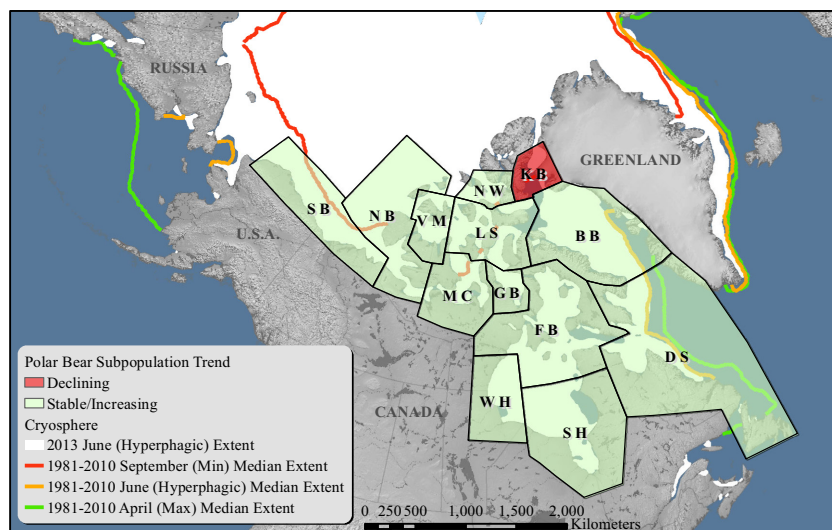 RUSSIA
GREENLAND
K B
N W
S B
N B
V M
L S
B B
U.S.A.
M C
G B
F B
D S
Polar Bear Subpopulation Trend
Declining
Stable/Increasing
Cryosphere
2013 June (Hyperphagic) Extent
1981-2010 September (Min) Median Extent
1981-2010 June (Hyperphagic) Median Extent
1981-2010 April (Max) Median Extent
CANADA
W H
S H
0 250 500 1,000 1,500 2,000
Kilometers